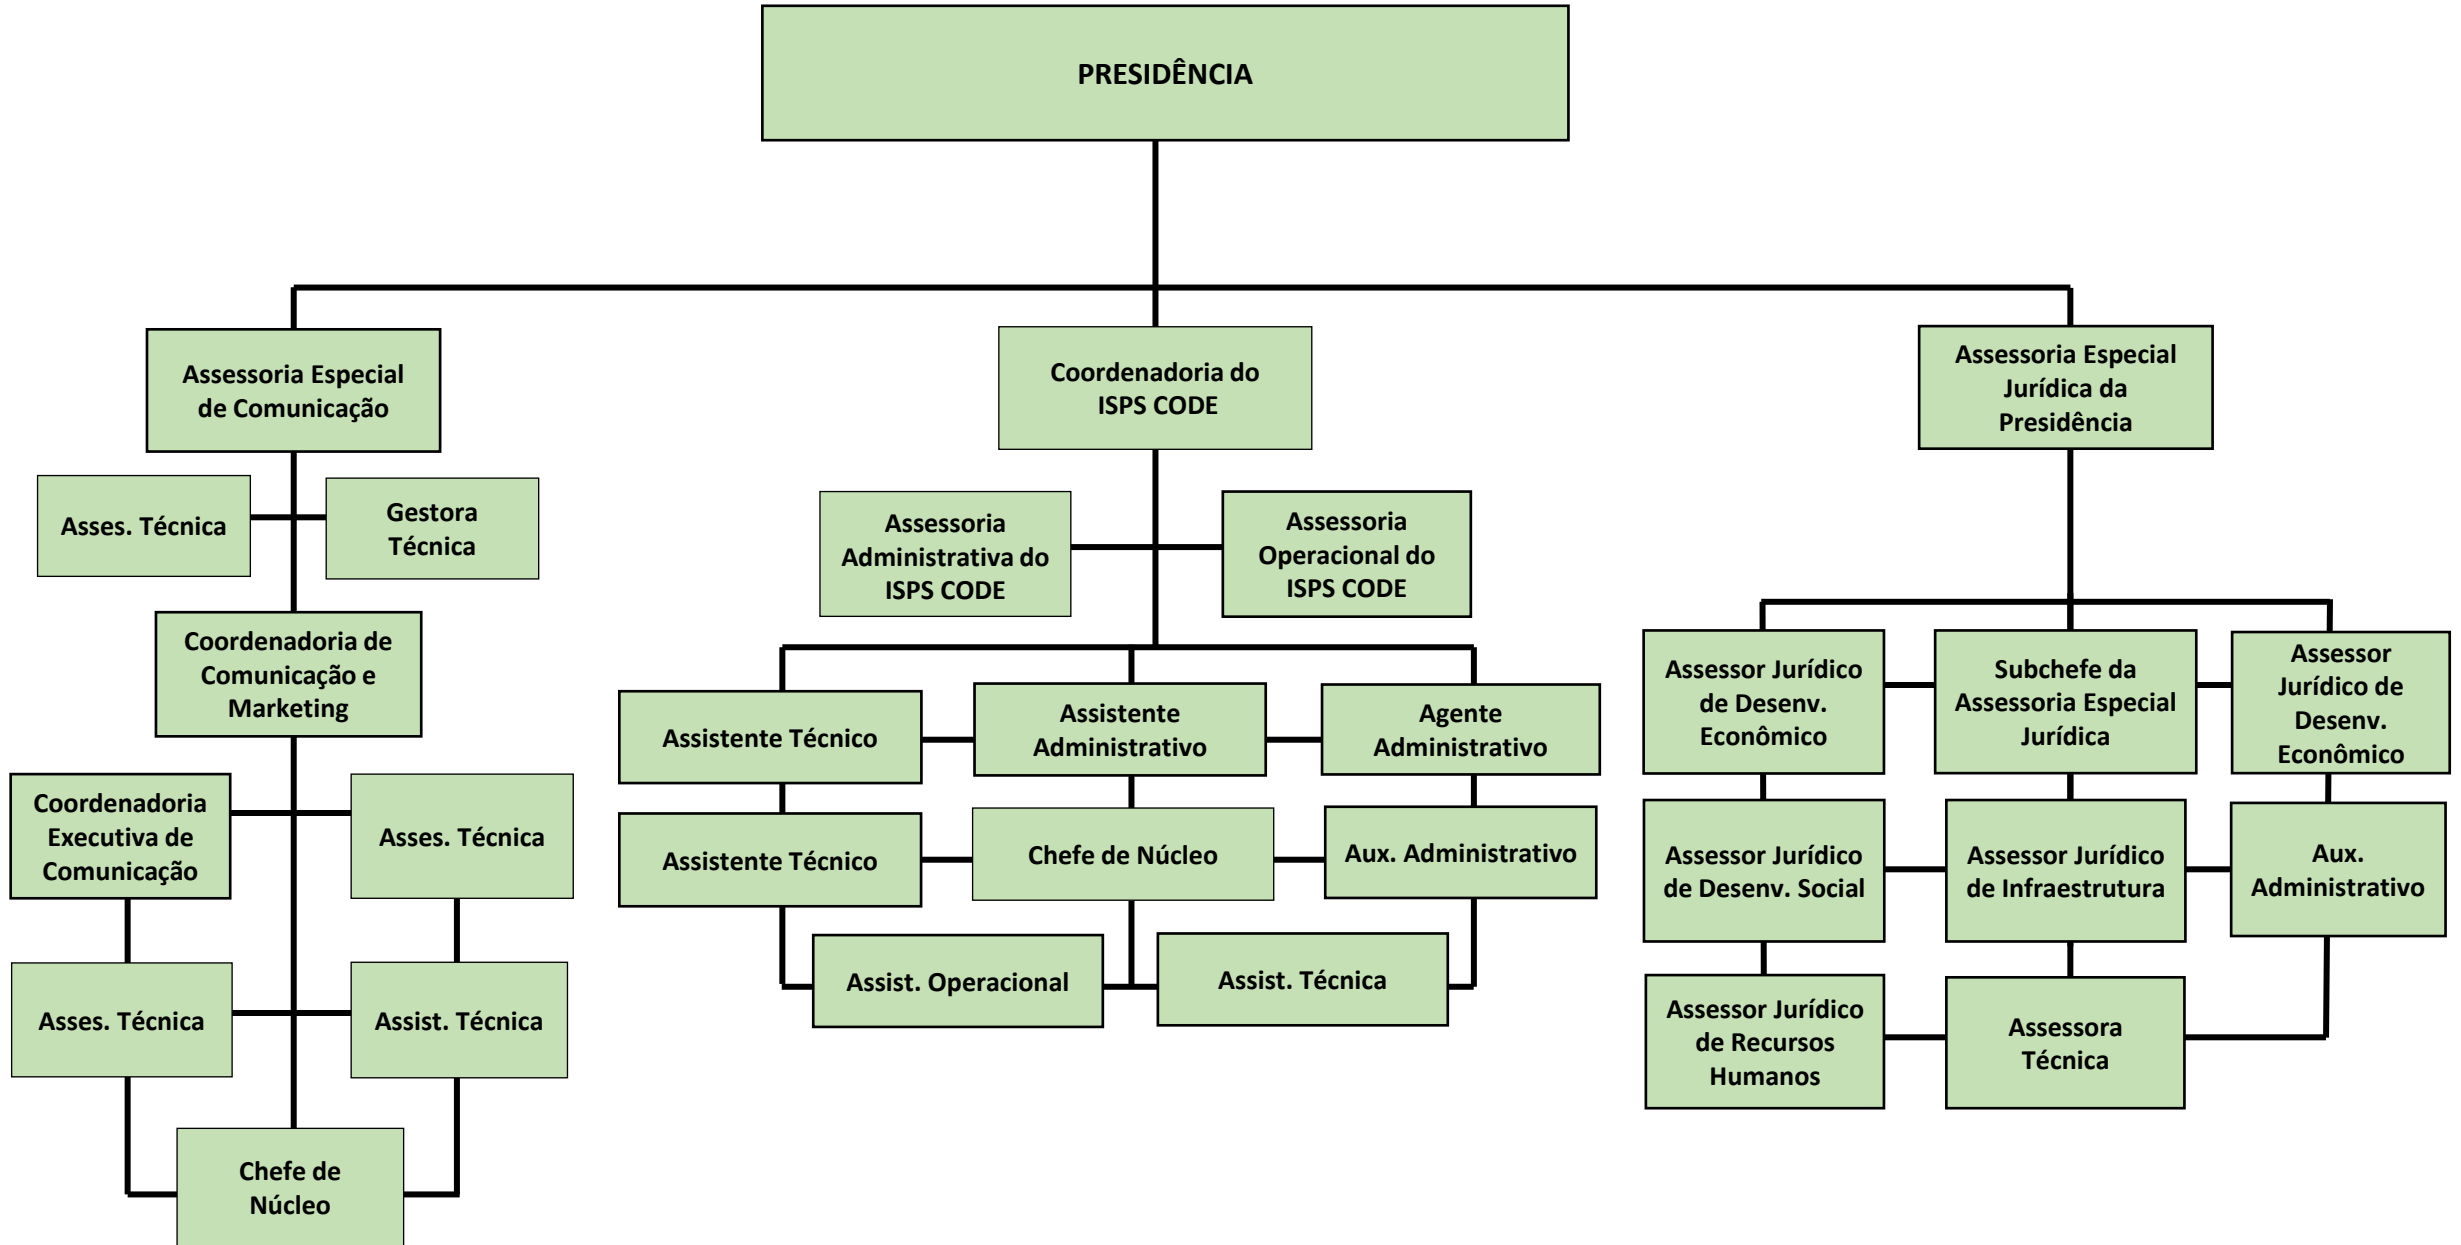 PRESIDÊNCIA
Assessoria Especial
de Comunicação
Coordenadoria do
ISPS CODE
Assessoria Especial
Jurídica da
Presidência
Asses. Técnica
Gestora
Técnica
Assessoria
Administrativa do
ISPS CODE
Assessoria
Operacional do
ISPS CODE
Coordenadoria de
Comunicação e
Marketing
Assistente Técnico
Assistente
Administrativo
Agente
Administrativo
Assessor Jurídico
de Desenv.
Econômico
Subchefe da
Assessoria Especial
Jurídica
Assessor
Jurídico de
Desenv.
Econômico
Coordenadoria
Executiva de
Comunicação
Asses. Técnica
Assistente Técnico
Chefe de Núcleo
Aux. Administrativo
Assessor Jurídico
de Desenv. Social
Assessor Jurídico
de Infraestrutura
Aux.
Administrativo
Asses. Técnica
Assist. Técnica
Assist. Operacional
Assist. Técnica
Assessor Jurídico
de Recursos
Humanos
Assessora
Técnica
Chefe de
Núcleo